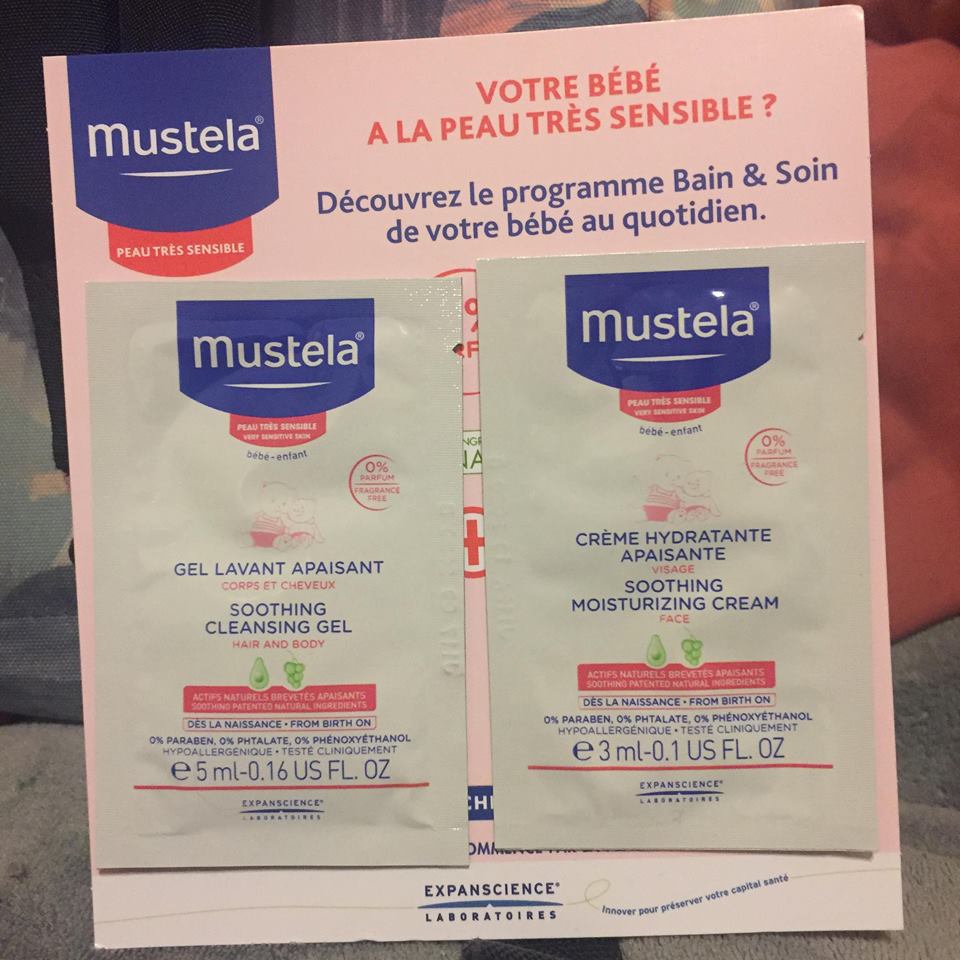 mustela®
PEAU TRÈS SENSIBLE
VOTRE BÉBÉ
A LA PEAU TRÈS SENSIBLE ?
Découvrez le programme Bain & Soin
de votre bébé au quotidien.
mustela®
PEAU TRÈS SENSIBLE
VERY SENSITIVE SKIN
bébé-enfant
0%
PARFUM
FRAGRANCE
FREE
GEL LAVANT APAISANT
CORPS ET CHEVEUX
SOOTHING
CLEANSING GEL
HAIR AND BODY
ACTIFS NATURELS BREVETÉS APAISANTS
SOOTHING PATENTED NATURAL INGREDIENTS
DÈS LA NAISSANCE • FROM BIRTH ON
0% PARABEN, 0% PHTALATE, 0% PHÉNOXYÉTHANOL
HYPOALLERGÉNIQUE • TESTÉ CLINIQUEMENT
e 5 ml-0.16 US FL. OZ
EXPANSCIENCE®
LABORATOIRES
mustela®
PEAU TRÈS SENSIBLE
VERY SENSITIVE SKIN
bébé-enfant
0%
PARFUM
FRAGRANCE
FREE
CRÈME HYDRATANTE
APAISANTE
VISAGE
SOOTHING
MOISTURIZING CREAM
FACE
ACTIFS NATURELS BREVETÉS APAISANTS
SOOTHING PATENTED NATURAL INGREDIENTS
DÈS LA NAISSANCE • FROM BIRTH ON
0% PARABEN, 0% PHTALATE, 0% PHÉNOXYÉTHANOL
HYPOALLERGÉNIQUE • TESTÉ CLINIQUEMENT
e 3 ml-0.1 US FL. OZ
EXPANSCIENCE®
LABORATOIRES
EXPANSCIENCE®
LABORATOIRES
Innover pour préserver votre capital santé